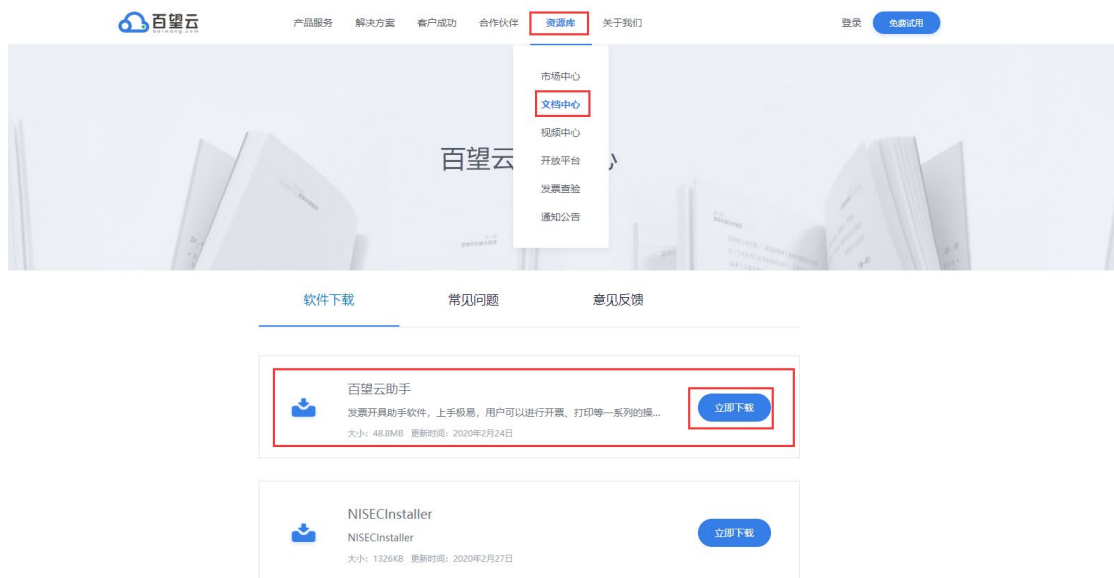 百望云
baiwang.com
产品服务 解决方案 客户成功 合作伙伴 资源库 关于我们 登录 免费试用
市场中心
文档中心
视频中心
开放平台
发票查验
通知公告
百望云 心
软件下载 常见问题 意见反馈
百望云助手
发票开具助手软件，上手极易，用户可以进行开票、打印等一系列的操...
立即下载
大小：48.8MB 更新时间：2020年2月24日
NISECInstaller
NISECInstaller
立即下载
大小：1326KB 更新时间：2020年2月27日